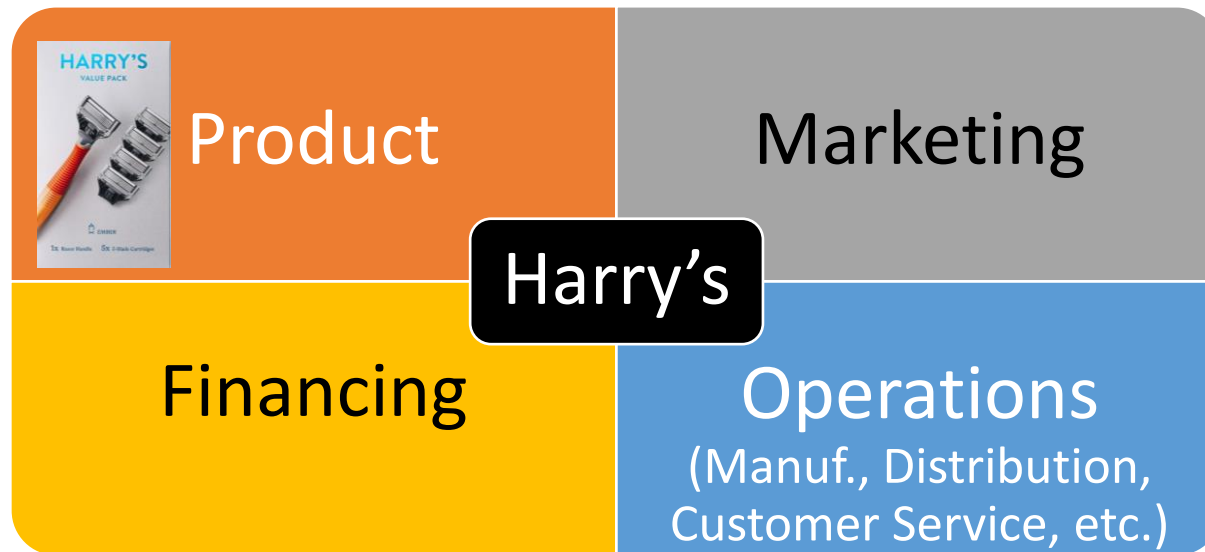 HARRY'S
VALUE PACK
Product
Marketing
Harry's
Financing
Operations
(Manuf., Distribution,
Customer Service, etc.)